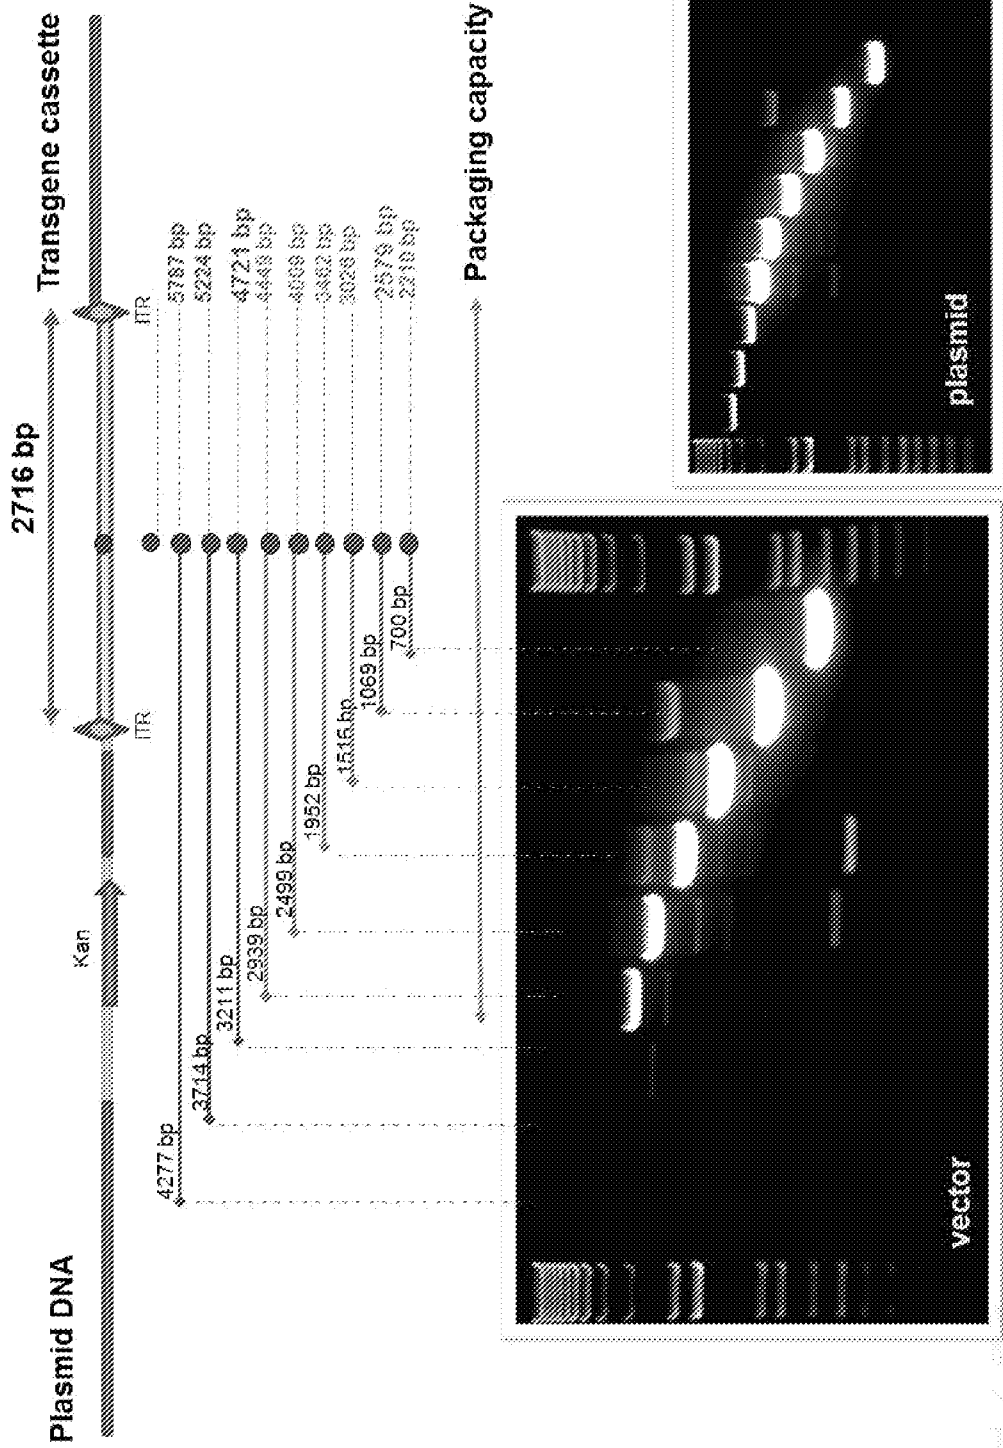 2716 bp
Plasmid DNA
Transgene cassette
Kan
ITR
ITR
4277 bp
5787 bp
3714 bp
5224 bp
3211 bp
4721 bp
2939 bp
4449 bp
2499 bp
4009 bp
1952 bp
3462 bp
1516 bp
3026 bp
1069 bp
2579 bp
700 bp
2210 bp
Packaging capacity
vector
plasmid